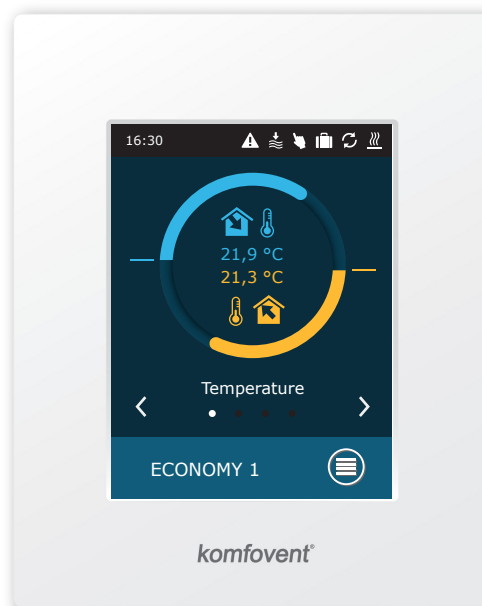 16:30
21,9 °C
21,3 °C
Temperature
ECONOMY 1
komfovent®